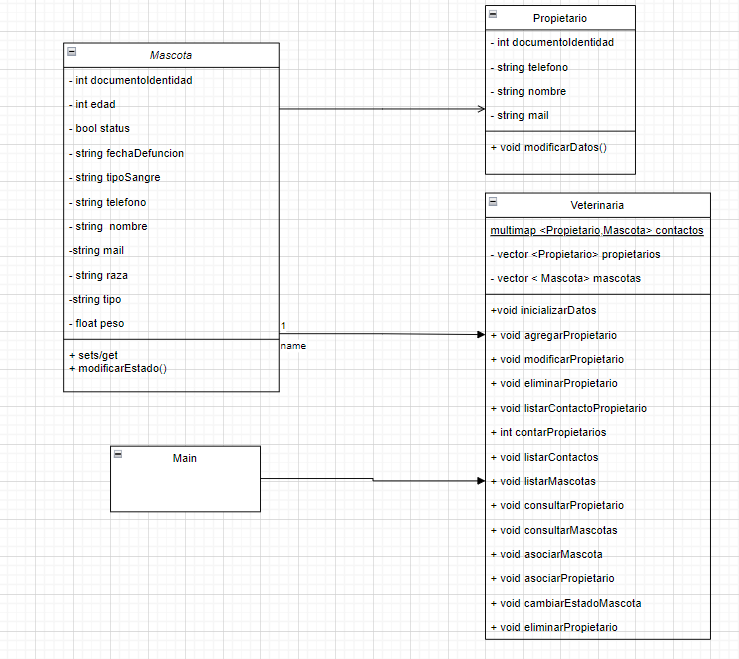 Mascota
- int documentoIdentidad
- int edad
- bool status
- string fechaDefuncion
- string tipoSangre
- string telefono
- string  nombre
-string mail
- string raza
-string tipo
- float peso
+ sets/get
+ modificarEstado()
1
name
Main
Propietario
- int documentoIdentidad
- string telefono
- string nombre
- string mail
+ void modificarDatos()
Veterinaria
multimap <Propietario,Mascota> contactos
- vector <Propietario> propietarios
- vector < Mascota> mascotas
+void inicializarDatos
+ void agregarPropietario
+ void modificarPropietario
+ void eliminarPropietario
+ void listarContactoPropietario
+ int contarPropietarios
+ void listarContactos
+ void listarMascotas
+ void consultarPropietario
+ void consultarMascotas
+ void asociarMascota
+ void asociarPropietario
+ void cambiarEstadoMascota
+ void eliminarPropietario